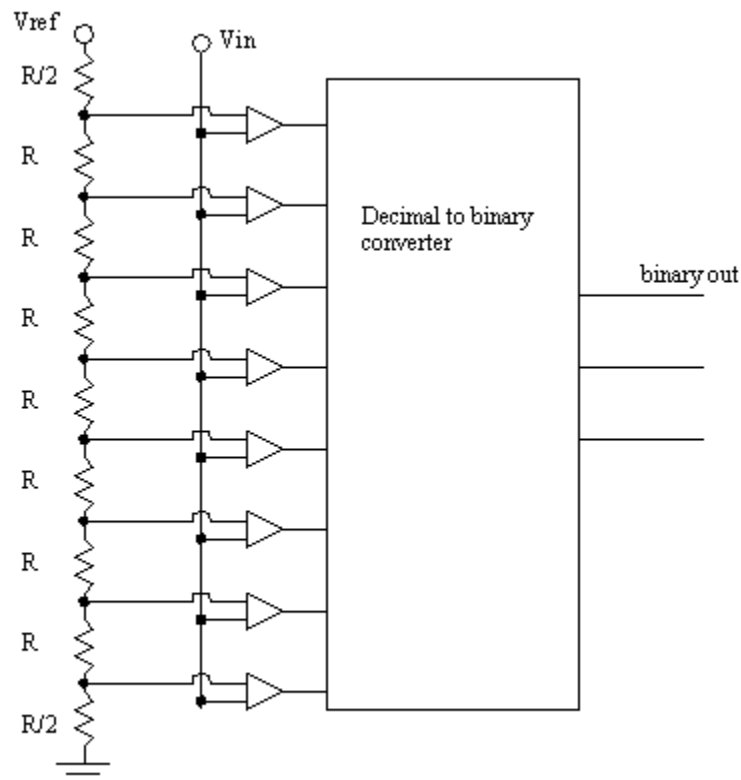 Vref
Vin
R/2
R
R
Decimal to binary
converter
binary out
R
R
R
R
R
R/2